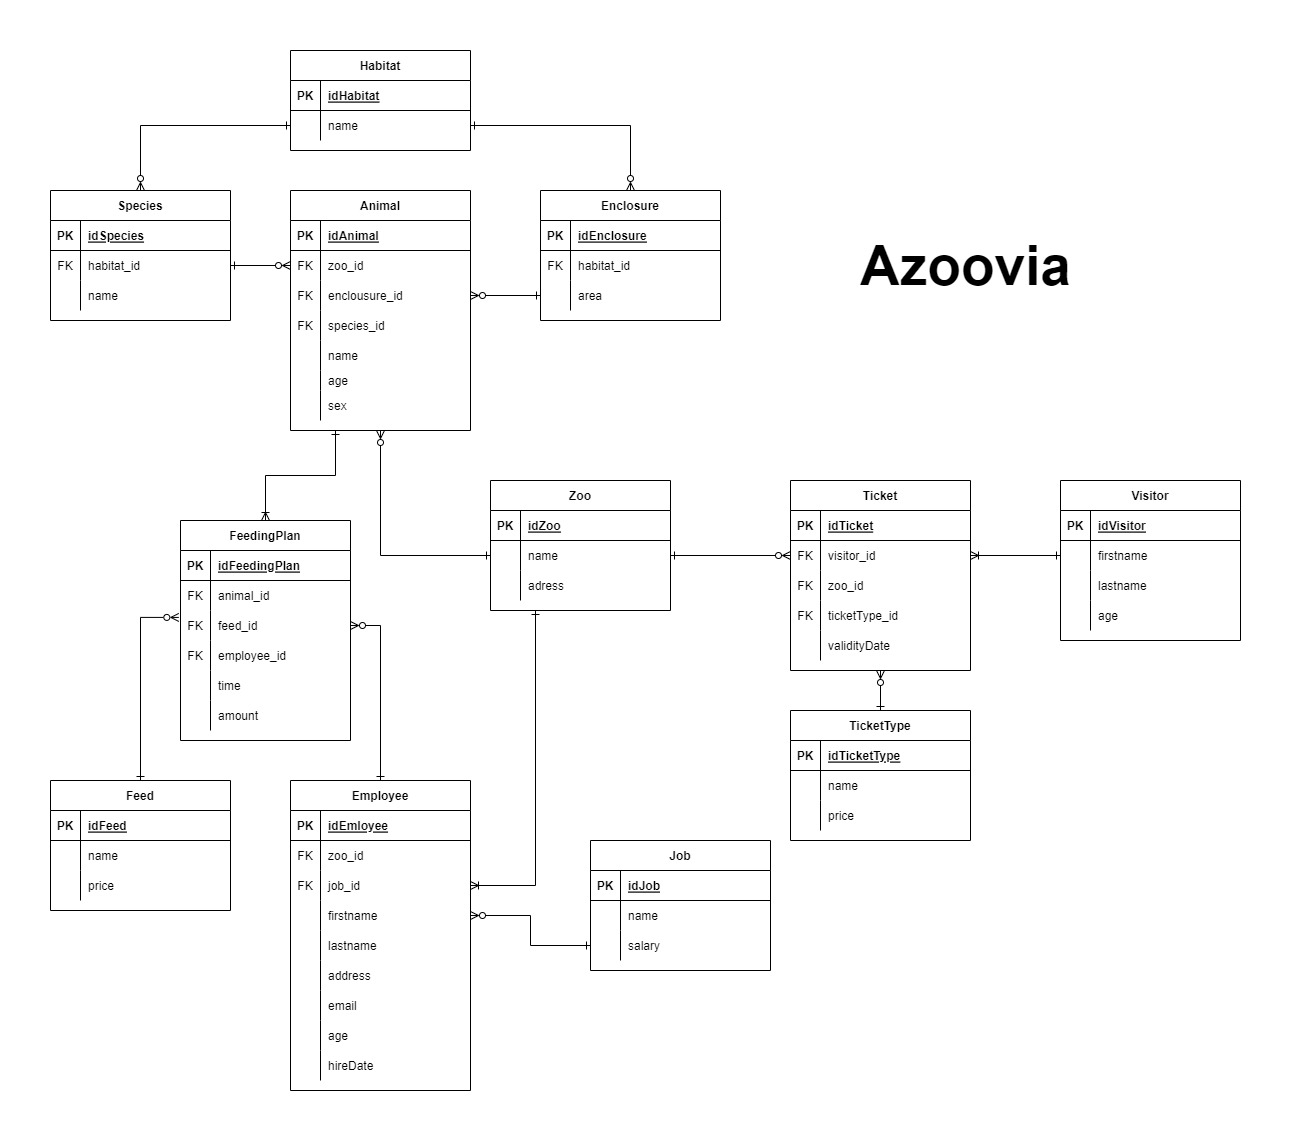 Habitat
PK idHabitat
name
Species
PK idSpecies
FK habitat_id
name
Animal
PK idAnimal
FK zoo_id
FK enclousure_id
FK species_id
name
age
sex
Enclosure
PK idEnclosure
FK habitat_id
area
Azoovia
FeedingPlan
PK idFeedingPlan
FK animal_id
FK feed_id
FK employee_id
time
amount
Zoo
PK idZoo
name
adress
Ticket
PK idTicket
FK visitor_id
FK zoo_id
FK ticketType_id
validityDate
Visitor
PK idVisitor
firstname
lastname
age
TicketType
PK idTicketType
name
price
Feed
PK idFeed
name
price
Employee
PK idEmloyee
FK zoo_id
FK job_id
firstname
lastname
address
email
age
hireDate
Job
PK idJob
name
salary